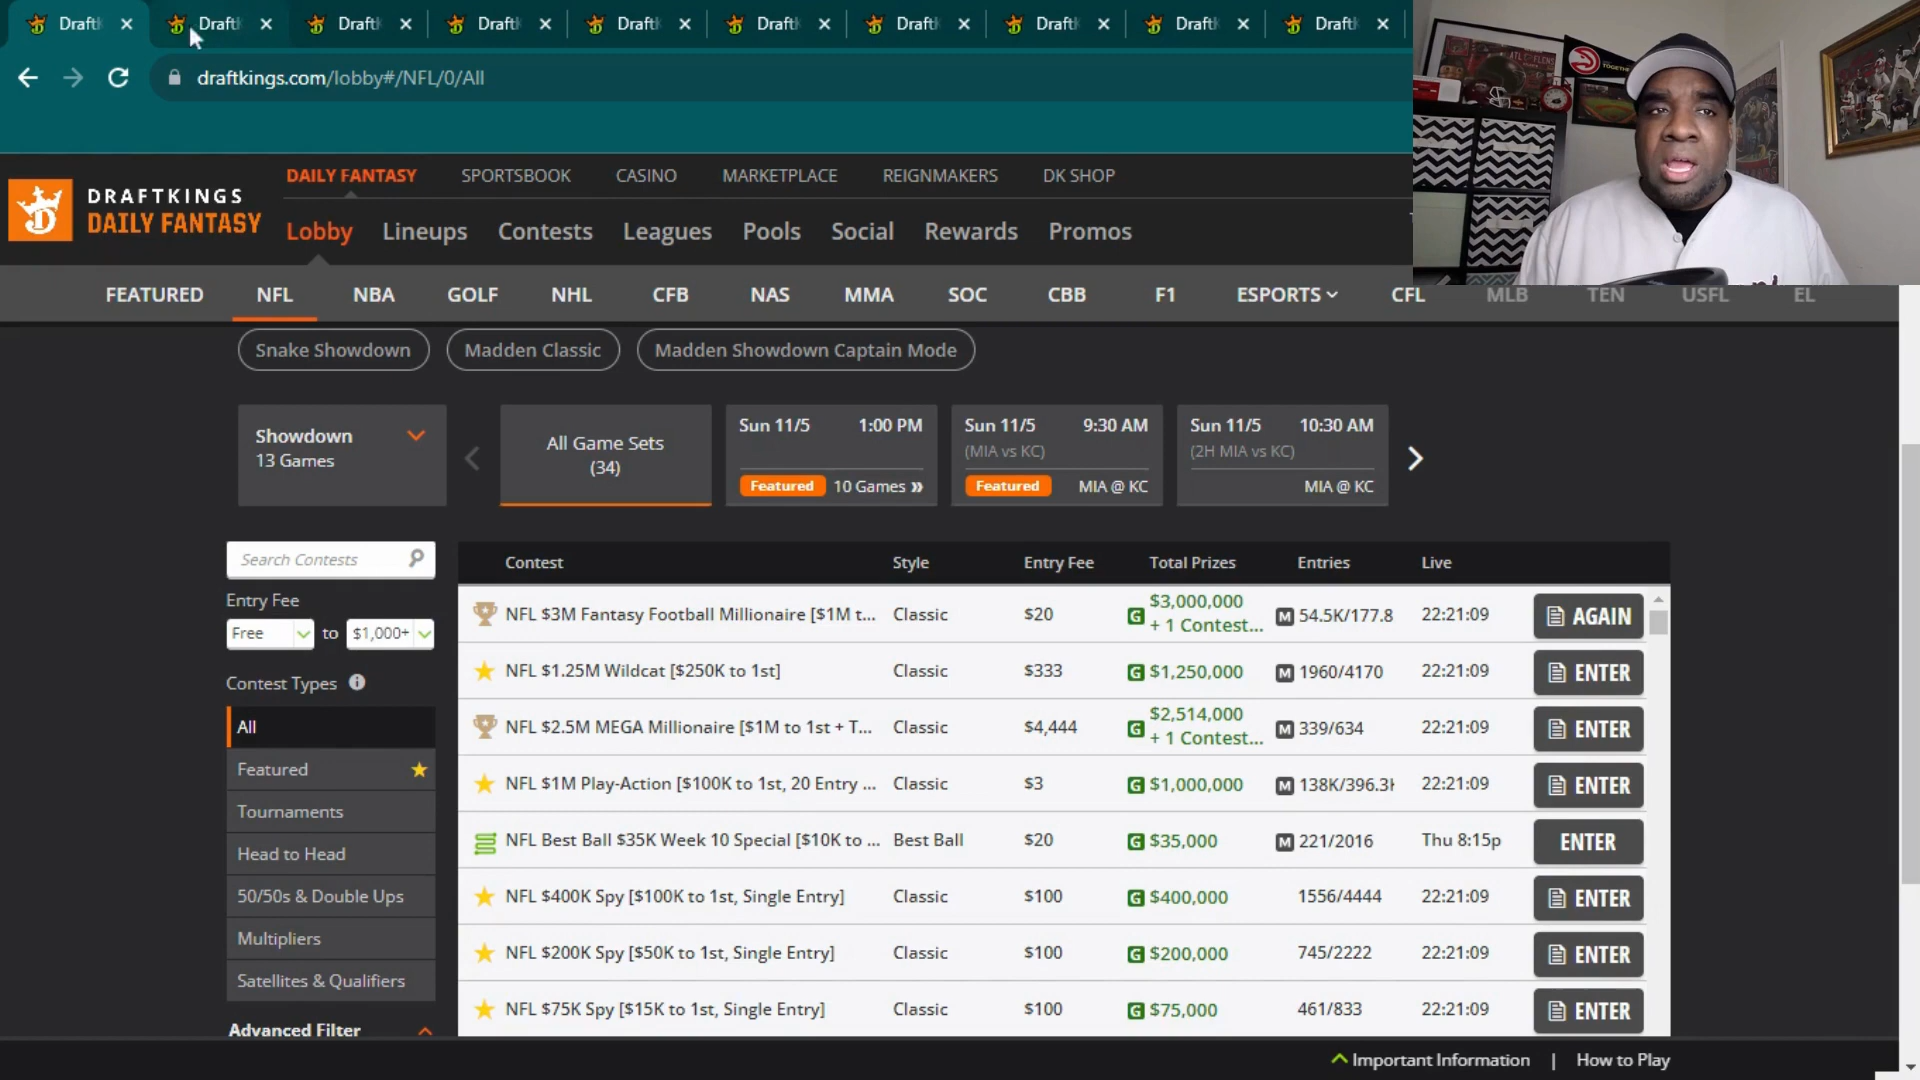 Draft Draft Draft Draft Draft Draft Draft Draft Draft Draft
draftkings.com/lobby#/NFL/0/All
DRAFTKINGS
DAILY FANTASY
DAILY FANTASY SPORTSBOOK CASINO MARKETPLACE REIGNMAKERS DK SHOP
Lobby Lineups Contests Leagues Pools Social Rewards Promos
FEATURED NFL NBA GOLF NHL CFB NAS MMA SOC CBB F1 ESPORTS CFL MLB TEN USFL EL
Snake Showdown Madden Classic Madden Showdown Captain Mode
Showdown
13 Games
All Game Sets
(34)
Sun 11/5 1:00 PM
Featured 10 Games »
Sun 11/5 9:30 AM
(MIA vs KC)
Featured MIA @ KC
Sun 11/5 10:30 AM
(2H MIA vs KC)
MIA @ KC
Search Contests
Entry Fee
Free to $1,000+
Contest Types
All
Featured
Tournaments
Head to Head
50/50s & Double Ups
Multipliers
Satellites & Qualifiers
Advanced Filter
Contest Style Entry Fee Total Prizes Entries Live
NFL $3M Fantasy Football Millionaire [$1M t... Classic $20 G $3,000,000 + 1 Contest... M 54.5K/177.8 22:21:09 AGAIN
NFL $1.25M Wildcat [$250K to 1st] Classic $333 G $1,250,000 M 1960/4170 22:21:09 ENTER
NFL $2.5M MEGA Millionaire [$1M to 1st + T... Classic $4,444 G $2,514,000 + 1 Contest... M 339/634 22:21:09 ENTER
NFL $1M Play-Action [$100K to 1st, 20 Entry ... Classic $3 G $1,000,000 M 138K/396.3K 22:21:09 ENTER
NFL Best Ball $35K Week 10 Special [$10K to ... Best Ball $20 G $35,000 M 221/2016 Thu 8:15p ENTER
NFL $400K Spy [$100K to 1st, Single Entry] Classic $100 G $400,000 1556/4444 22:21:09 ENTER
NFL $200K Spy [$50K to 1st, Single Entry] Classic $100 G $200,000 745/2222 22:21:09 ENTER
NFL $75K Spy [$15K to 1st, Single Entry] Classic $100 G $75,000 461/833 22:21:09 ENTER
Important Information | How to Play